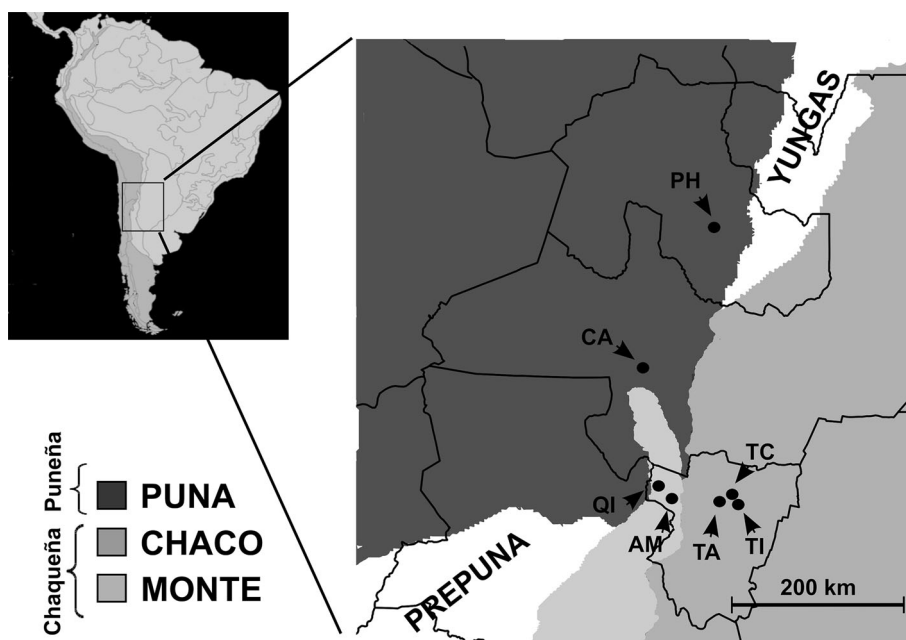 YUNGAS
PH
CA
TC
QI
AM
TA
TI
PREPUNA
200 km
Puneña
PUNA
Chaqueña
CHACO
MONTE